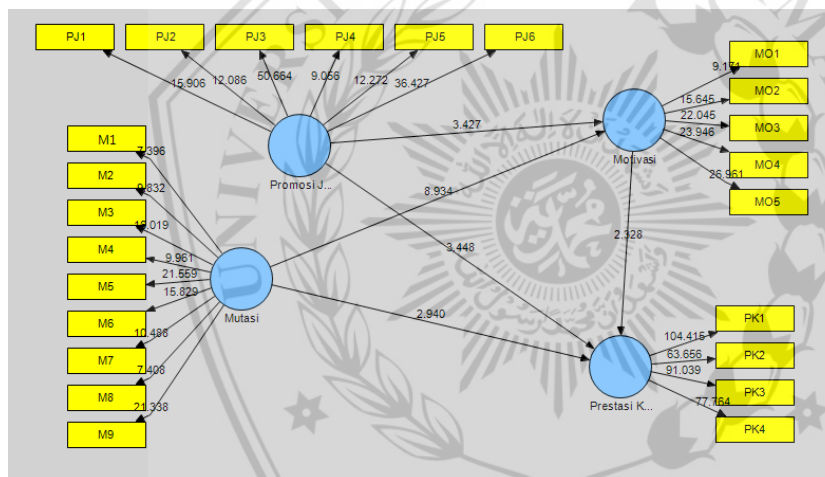 PJ1
PJ2
PJ3
PJ4
PJ5
PJ6
15.906
12.086
50.664
9.056
12.272
36.427
MO1
MO2
MO3
MO4
MO5
9.171
15.645
22.045
23.946
26.961
Promosi J...
Motivasi
3.427
8.934
3.448
2.328
2.940
M1
M2
M3
M4
M5
M6
M7
M8
M9
7.396
9.961
21.559
15.829
10.486
7.408
21.338
Mutasi
PK1
PK2
PK3
PK4
104.415
63.656
91.039
77.764
Prestasi K...
UNIVERS